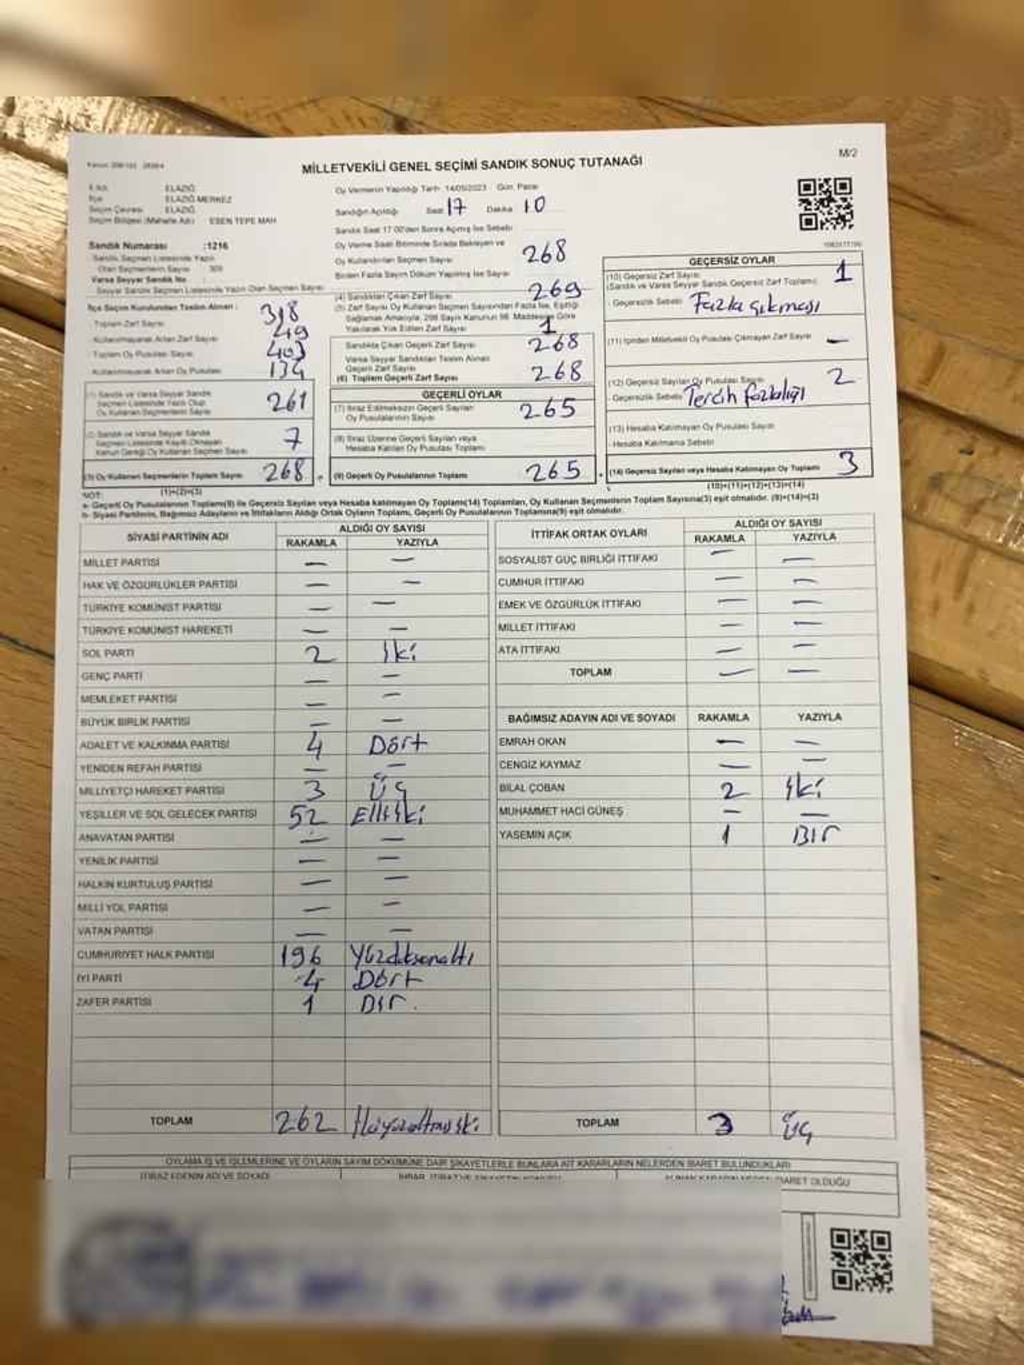 MİLLETVEKİLİ GENEL SEÇİMİ SANDIK SONUÇ TUTANAĞI
M/2
ELAZIĞ
İlçe ELAZIĞ MERKEZ
Seçim Çevresi ELAZIĞ
Seçim Bölgesi (Mahalle Adı) ESEN TEPE MAH
Sandık Numarası :1216
Sandık Seçmen Listesinde Yazılı
Olan Seçmenlerin Sayısı 309
Varsa Seyyar Sandık No
Seyyar Sandık Seçmen Listesinde Yazılı Olan Seçmen Sayısı
İlçe Seçim Kurulundan Teslim Alınan :
Toplam Zarf Sayısı 318
Kullanılmayarak Artan Zarf Sayısı 49
Toplam Oy Pusulası Sayısı
Kullanılmayarak Artan Oy Pusulası 134
Sandık ve Varsa Seyyar Sandık
Seçmen Listesinde Yazılı Olup
Oy Kullanan Seçmenlerin Sayısı 261
Sandık ve Varsa Seyyar Sandık
Seçmen Listesinde Kaydı Olmayan
Kanun Gereği Oy Kullanan Seçmen Sayısı 7
(3) Oy Kullanan Seçmenlerin Toplam Sayısı 268
(1)+(2)=(3)
Oy Vermenin Yapıldığı Tarih 14/05/2023 Gün Pazar
Sandığın Açıldığı Saat 17 Dakika 10
Sandık Saat 17.00'den Sonra Açılmış İse Sebebi
Oy Verme Saati Bitiminde Sırada Bekleyen ve
Oy Kullandırılan Seçmen Sayısı 268
Birden Fazla Sayım Döküm Yapılmış İse Sayısı
(4) Sandıktan Çıkan Zarf Sayısı 269
(5) Zarf Sayısı Oy Kullanan Seçmen Sayısından Fazla İse, Eşitliği
Sağlamak Amacıyla, 298 Sayılı Kanunun 98. Maddesine Göre
Yakılarak Yok Edilen Zarf Sayısı 1
Sandıkta Çıkan Geçerli Zarf Sayısı 268
Varsa Seyyar Sandıktan Teslim Alınan
Geçerli Zarf Sayısı
(6) Toplam Geçerli Zarf Sayısı 268
GEÇERLİ OYLAR
(7) İtiraz Edilmeksizin Geçerli Sayılan
Oy Pusulalarının Sayısı 265
(8) İtiraz Üzerine Geçerli Sayılan veya
Hesaba Katılan Oy Pusulalarının Toplamı
(9) Geçerli Oy Pusulalarının Toplamı 265
GEÇERSİZ OYLAR
(10) Geçersiz Zarf Sayısı
(Sandık ve Varsa Seyyar Sandık Geçersiz Zarf Toplamı) 1
- Geçersizlik Sebebi Fazla çıkması
(11) İçinden Milletvekili Oy Pusulası Çıkmayan Zarf Sayısı —
(12) Geçersiz Sayılan Oy Pusulası Sayısı 2
- Geçersizlik Sebebi Tercih fazlalığı
(13) Hesaba Katılmayan Oy Pusulası Sayısı
- Hesaba Katılmama Sebebi
(14) Geçersiz Sayılan veya Hesaba Katılmayan Oy Toplamı 3
(10)+(11)+(12)+(13)=(14)
NOT:
a- Geçerli Oy Pusulaları Toplamı(9) ile Geçersiz Sayılan veya Hesaba katılmayan Oy Toplamı(14) Toplamları, Oy Kullanan Seçmenlerin Toplam Sayısına(3) eşit olmalıdır. (9)+(14)=(3)
b- Siyasi Partilerin, Bağımsız Adayların ve İttifakların Aldığı Ortak Oyların Toplamı, Geçerli Oy Pusulaları Toplamına(9) eşit olmalıdır.
SİYASİ PARTİNİN ADI ALDIĞI OY SAYISI
RAKAMLA YAZIYLA
MİLLET PARTİSİ — —
HAK VE ÖZGÜRLÜKLER PARTİSİ — —
TÜRKİYE KOMÜNİST PARTİSİ — —
TÜRKİYE KOMÜNİST HAREKETİ — —
SOL PARTİ 2 İki
GENÇ PARTİ — —
MEMLEKET PARTİSİ — —
BÜYÜK BİRLİK PARTİSİ — —
ADALET VE KALKINMA PARTİSİ 4 Dört
YENİDEN REFAH PARTİSİ — —
MİLLİYETÇİ HAREKET PARTİSİ 3 Üç
YEŞİLLER VE SOL GELECEK PARTİSİ 52 Elliiki
ANAVATAN PARTİSİ — —
YENİLİK PARTİSİ — —
HALKIN KURTULUŞ PARTİSİ — —
MİLLİ YOL PARTİSİ — —
VATAN PARTİSİ — —
CUMHURİYET HALK PARTİSİ 196 Yüzdoksanaltı
İYİ PARTİ 4 Dört
ZAFER PARTİSİ 1 Bir
TOPLAM 262 İkiyüzaltmışiki
İTTİFAK ORTAK OYLARI ALDIĞI OY SAYISI
RAKAMLA YAZIYLA
SOSYALİST GÜÇ BİRLİĞİ İTTİFAKI — —
CUMHUR İTTİFAKI — —
EMEK VE ÖZGÜRLÜK İTTİFAKI — —
MİLLET İTTİFAKI — —
ATA İTTİFAKI — —
TOPLAM — —
BAĞIMSIZ ADAYIN ADI VE SOYADI RAKAMLA YAZIYLA
EMRAH OKAN — —
CENGİZ KAYMAZ — —
BİLAL ÇOBAN 2 İki
MUHAMMET HACİ GÜNEŞ — —
YASEMİN AÇIK 1 Bir
TOPLAM 3 Üç
OYLAMA İŞ VE İŞLEMLERİNE VE OYLARIN SAYIM DÖKÜMÜNE DAİR ŞİKAYETLERLE BUNLARA AİT KARARLARIN NELERDEN İBARET BULUNDUKLARI
İTİRAZ EDENİN ADI VE SOYADI